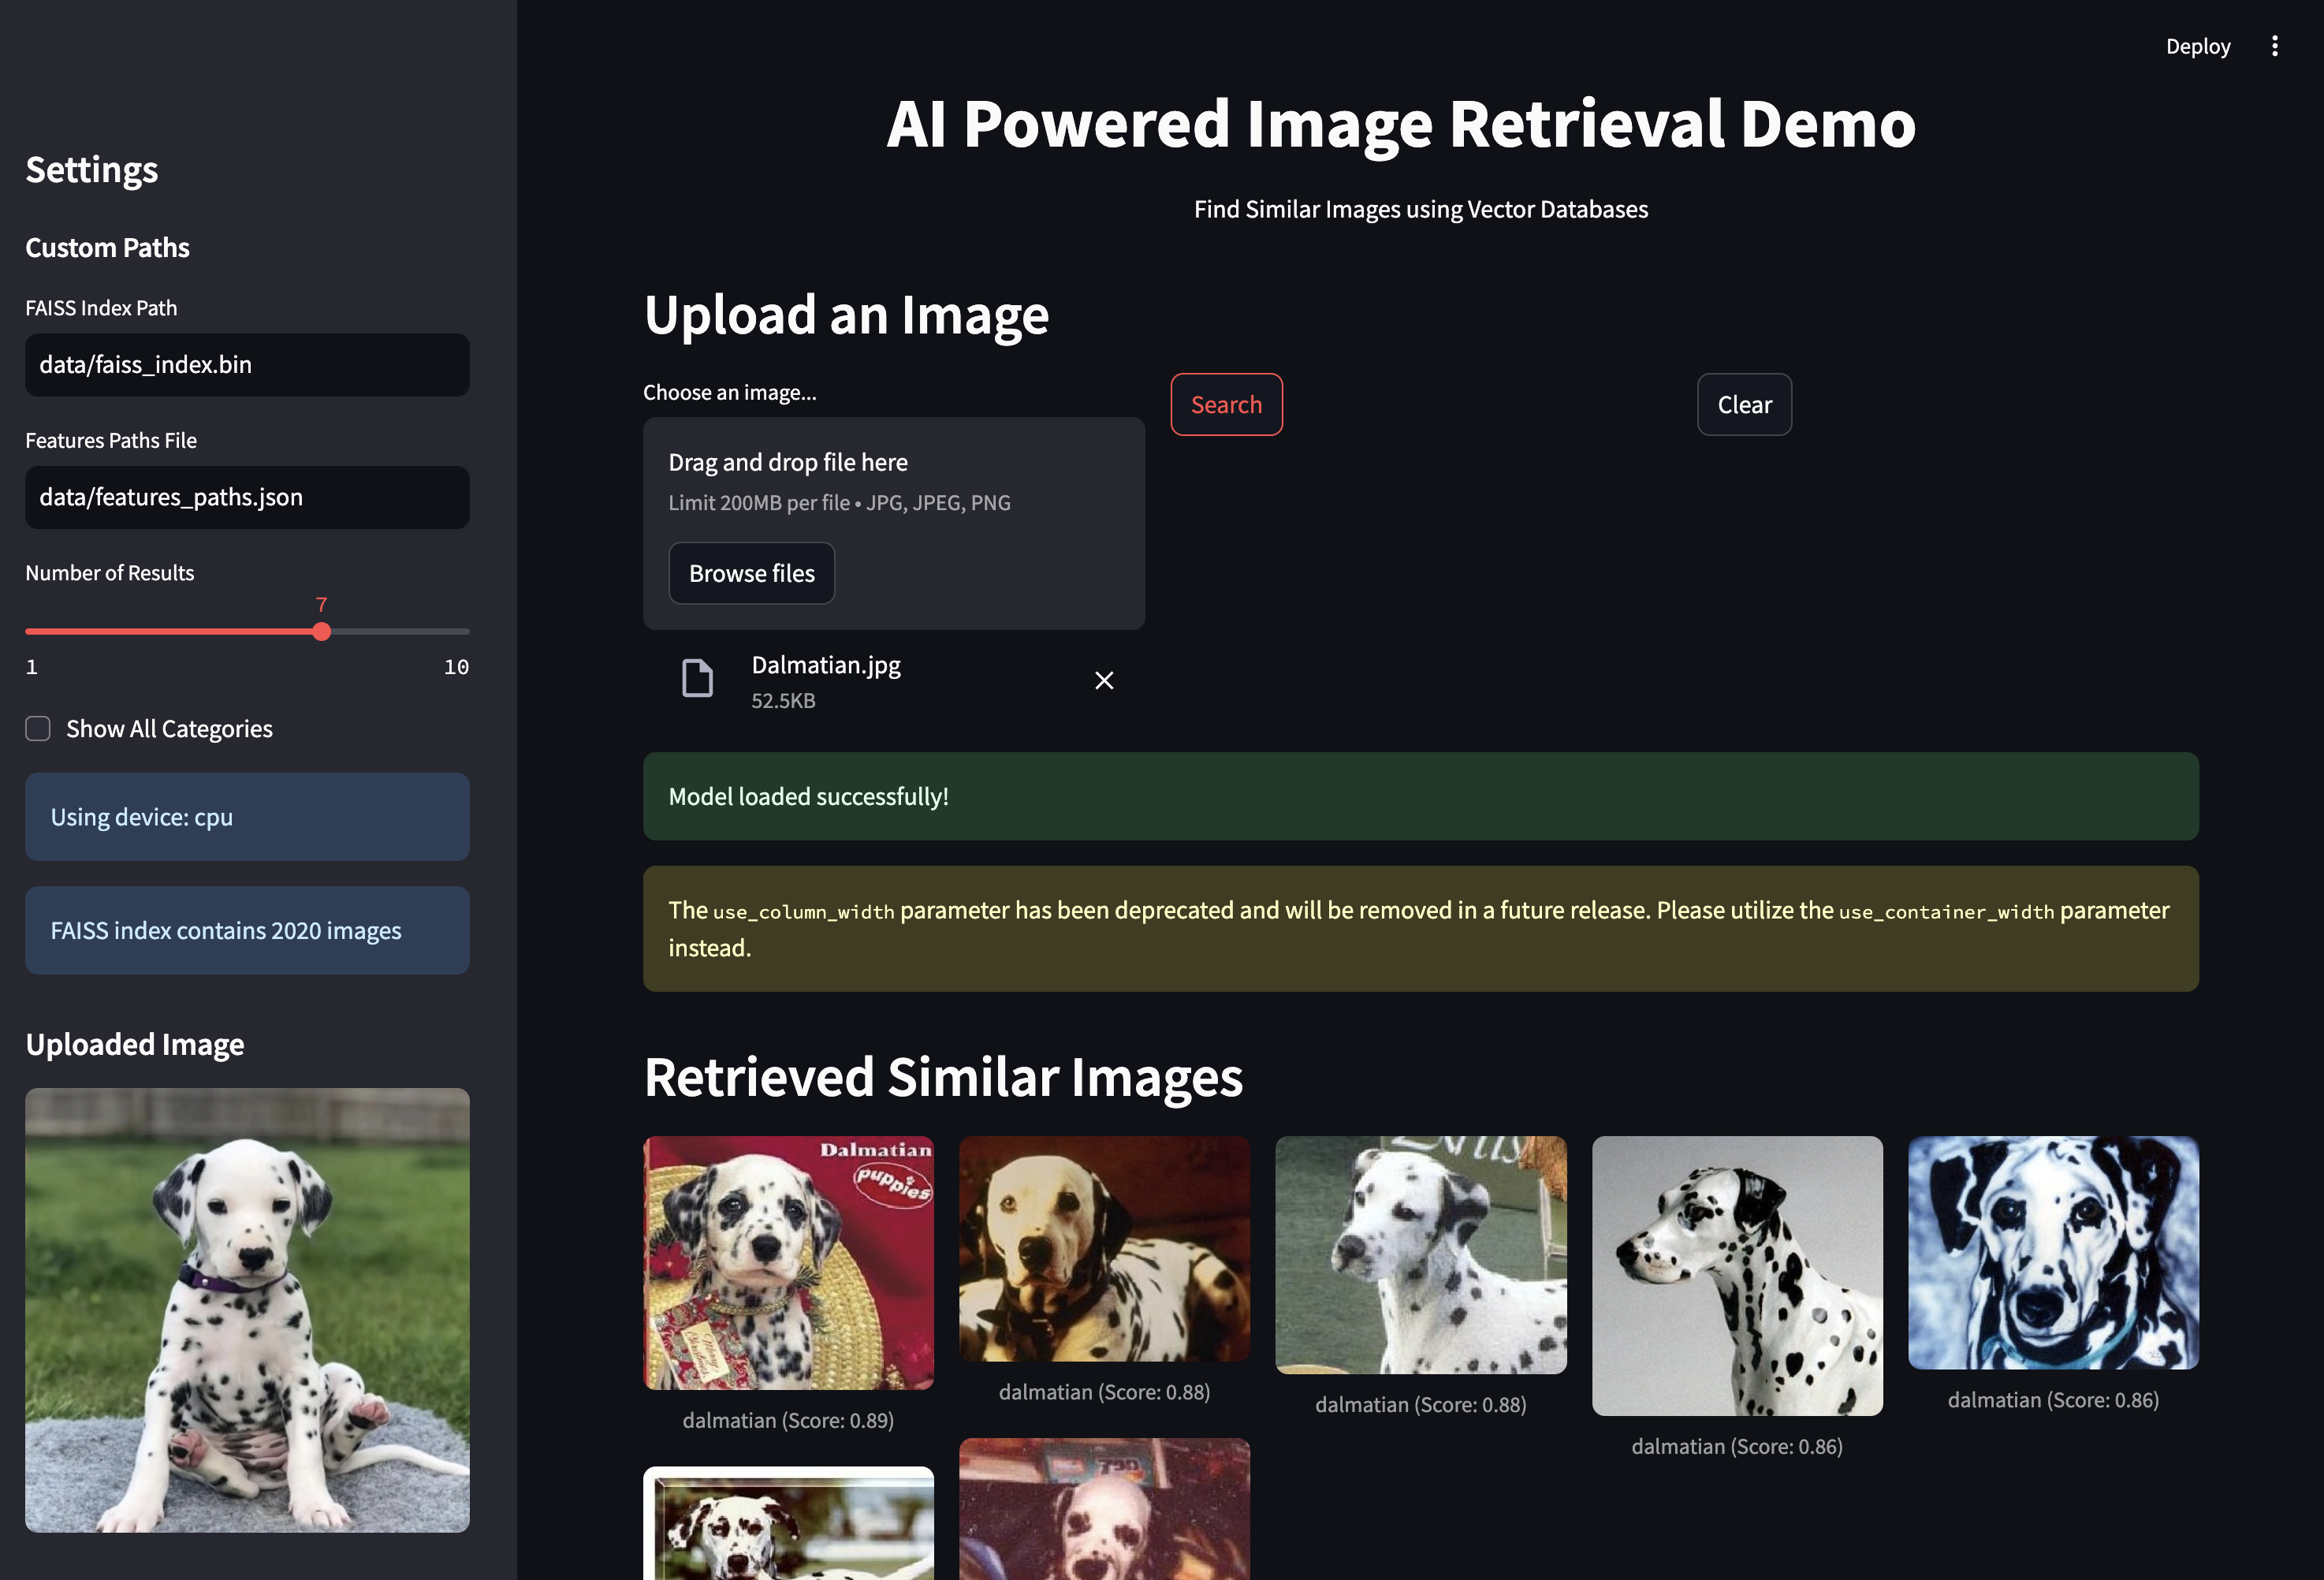 Deploy
Settings
Custom Paths
FAISS Index Path
data/faiss_index.bin
Features Paths File
data/features_paths.json
Number of Results
7
1
10
Show All Categories
Using device: cpu
FAISS index contains 2020 images
Uploaded Image
AI Powered Image Retrieval Demo
Find Similar Images using Vector Databases
Upload an Image
Choose an image...
Drag and drop file here
Limit 200MB per file • JPG, JPEG, PNG
Browse files
Search
Clear
Dalmatian.jpg
52.5KB
Model loaded successfully!
The use_column_width parameter has been deprecated and will be removed in a future release. Please utilize the use_container_width parameter
instead.
Retrieved Similar Images
Dalmatian
puppies
dalmatian (Score: 0.89)
dalmatian (Score: 0.88)
dalmatian (Score: 0.88)
dalmatian (Score: 0.86)
dalmatian (Score: 0.86)